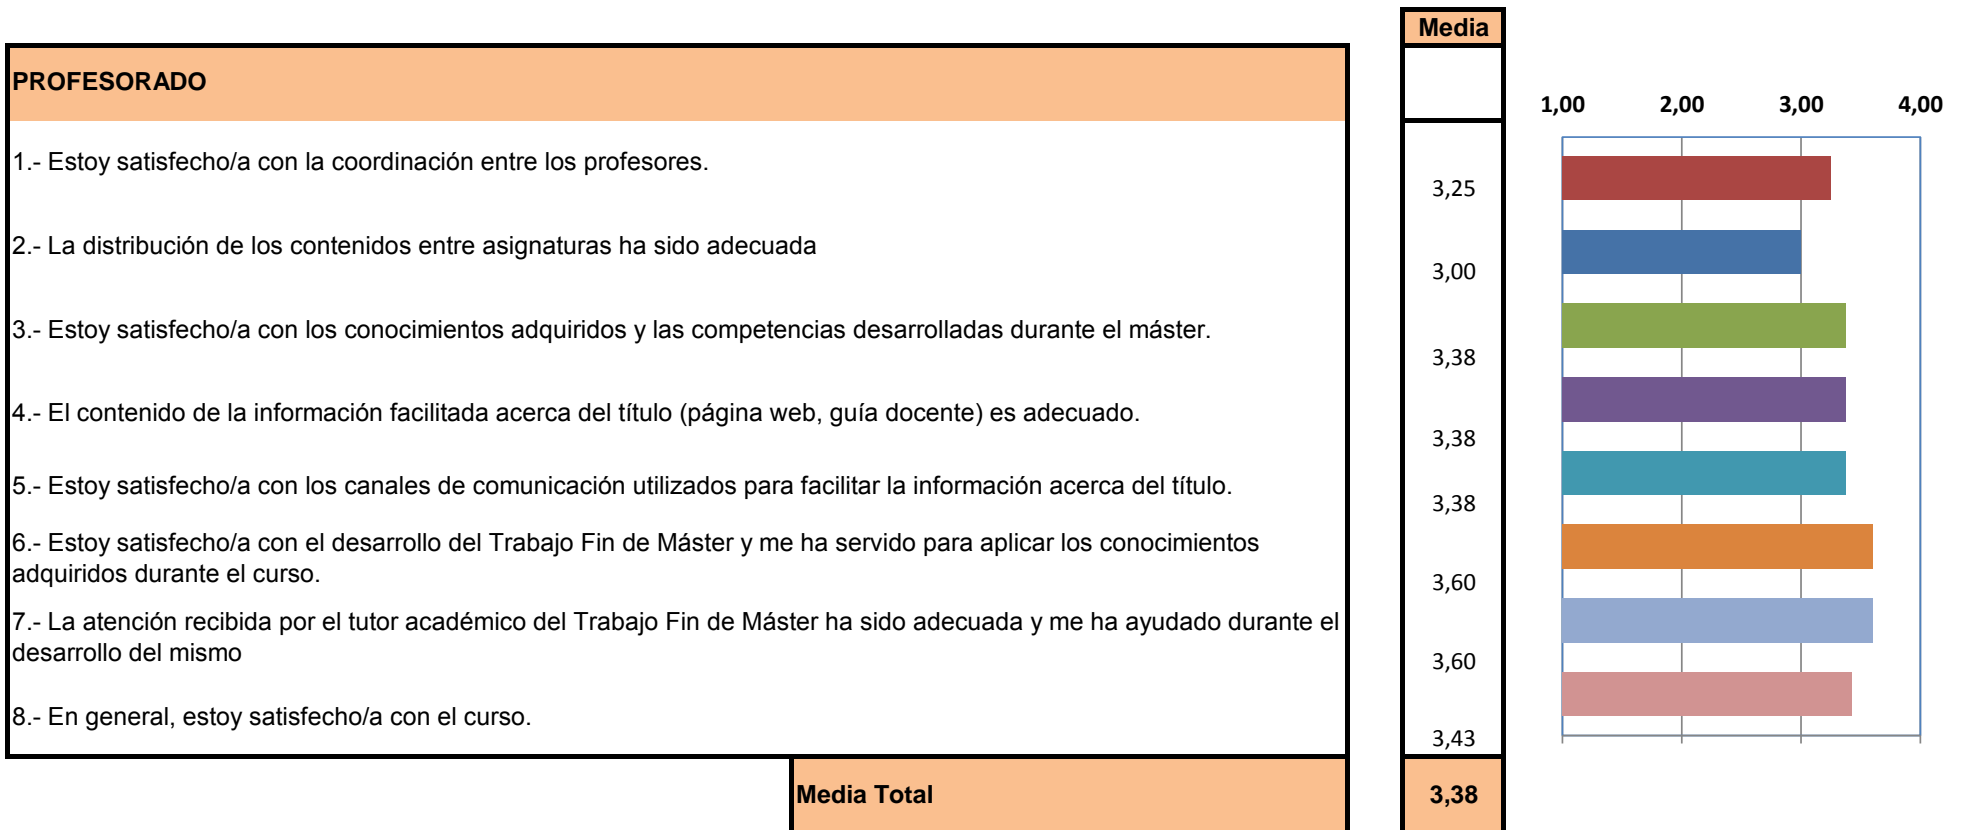 Media
PROFESORADO
1,00 2,00 3,00 4,00
1.- Estoy satisfecho/a con la coordinación entre los profesores.
3,25
2.- La distribución de los contenidos entre asignaturas ha sido adecuada
3,00
3.- Estoy satisfecho/a con los conocimientos adquiridos y las competencias desarrolladas durante el máster.
3,38
4.- El contenido de la información facilitada acerca del título (página web, guía docente) es adecuado.
3,38
5.- Estoy satisfecho/a con los canales de comunicación utilizados para facilitar la información acerca del título.
3,38
6.- Estoy satisfecho/a con el desarrollo del Trabajo Fin de Máster y me ha servido para aplicar los conocimientos
adquiridos durante el curso.
3,60
7.- La atención recibida por el tutor académico del Trabajo Fin de Máster ha sido adecuada y me ha ayudado durante el
desarrollo del mismo
3,60
8.- En general, estoy satisfecho/a con el curso.
3,43
Media Total 3,38